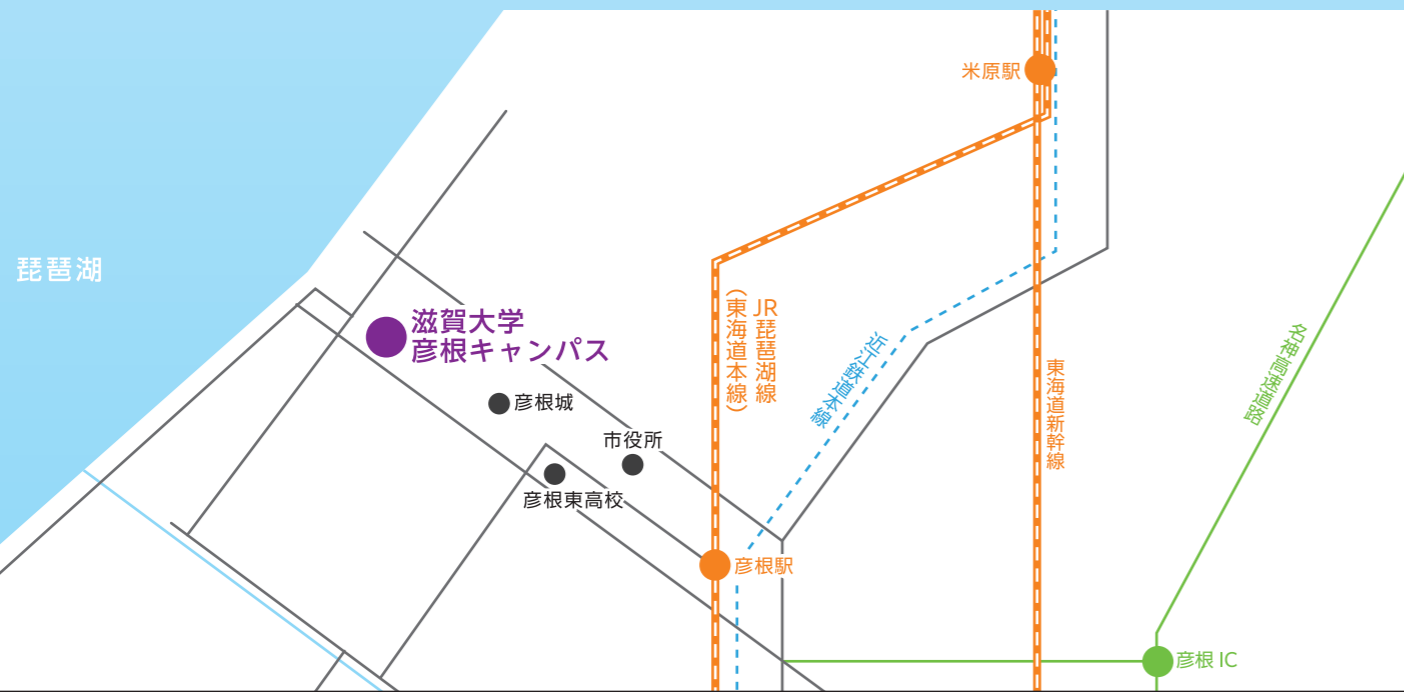 米原駅
琵琶湖
滋賀大学
彦根キャンパス
JR琵琶湖線
（東海道本線）
近江鉄道本線
東海道新幹線
名神高速道路
彦根城
市役所
彦根東高校
彦根駅
彦根 IC